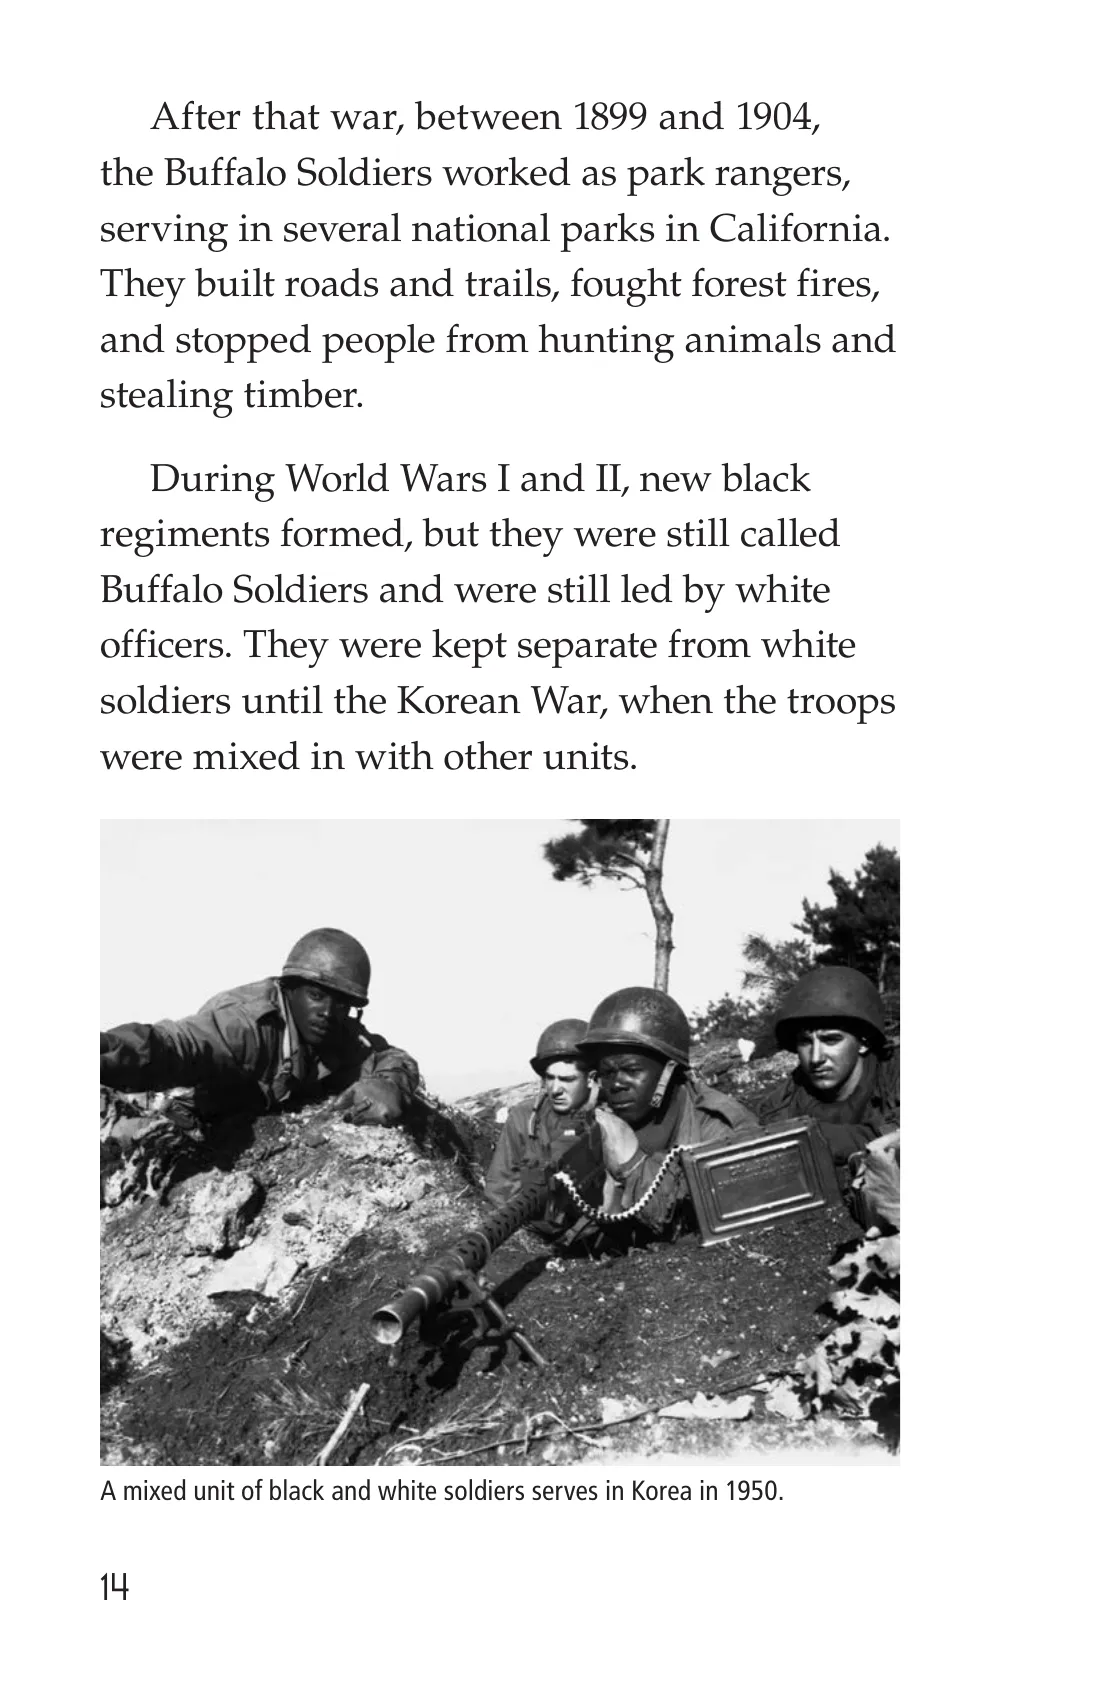 After that war, between 1899 and 1904,
the Buffalo Soldiers worked as park rangers,
serving in several national parks in California.
They built roads and trails, fought forest fires,
and stopped people from hunting animals and
stealing timber.
During World Wars I and II, new black
regiments formed, but they were still called
Buffalo Soldiers and were still led by white
officers. They were kept separate from white
soldiers until the Korean War, when the troops
were mixed in with other units.
A mixed unit of black and white soldiers serves in Korea in 1950.
14